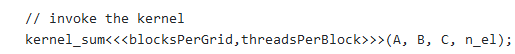 // invoke the kernel
kernel_sum<<<blocksPerGrid,threadsPerBlock>>>(A, B, C, n_el);